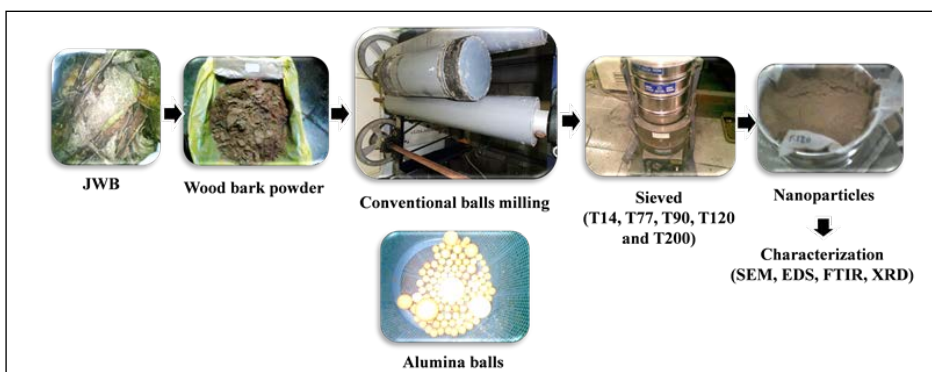 JWB
Wood bark powder
Conventional balls milling
Sieved
(T14, T77, T90, T120
and T200)
Nanoparticles
Characterization
(SEM, EDS, FTIR, XRD)
Alumina balls